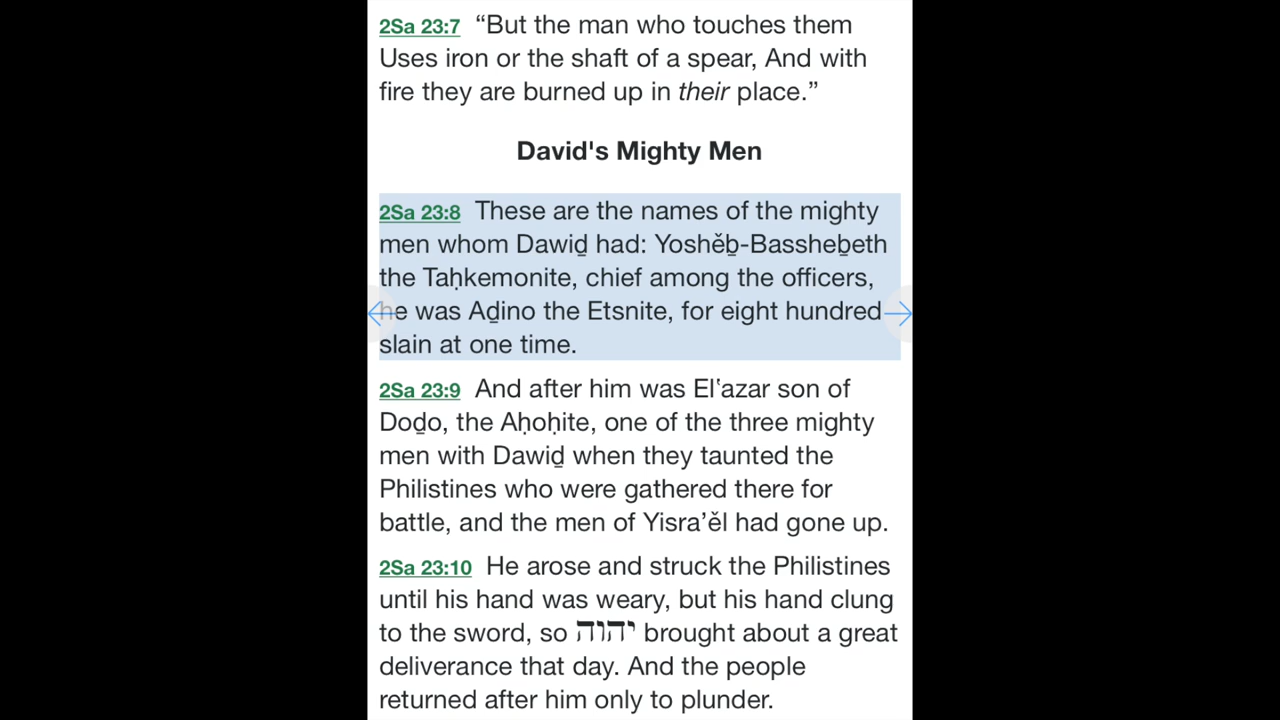 2Sa 23:7 “But the man who touches them
Uses iron or the shaft of a spear, And with
fire they are burned up in their place.”
David's Mighty Men
2Sa 23:8 These are the names of the mighty
men whom Dawiḏ had: Yoshěḇ-Bassheḇeth
the Taḥkemonite, chief among the officers,
he was Aḏino the Etsnite, for eight hundred
slain at one time.
2Sa 23:9 And after him was Elʽazar son of
Doḏo, the Aḥoḥite, one of the three mighty
men with Dawiḏ when they taunted the
Philistines who were gathered there for
battle, and the men of Yisra’ěl had gone up.
2Sa 23:10 He arose and struck the Philistines
until his hand was weary, but his hand clung
to the sword, so יהוה brought about a great
deliverance that day. And the people
returned after him only to plunder.